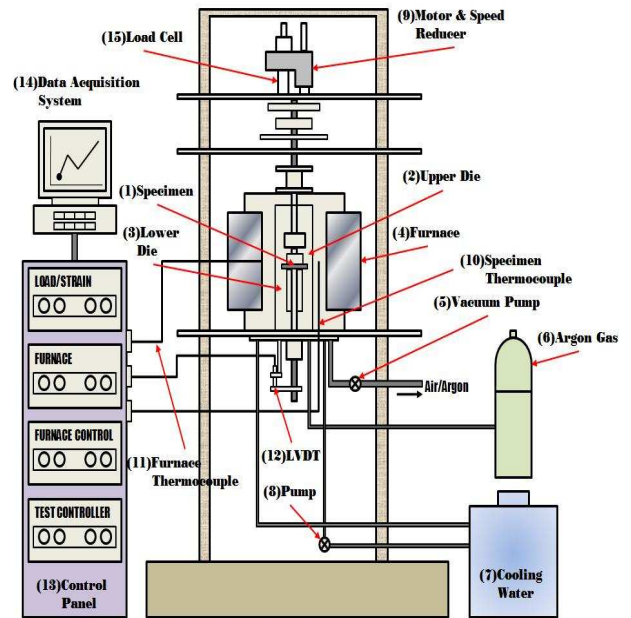 (9)Motor & Speed
Reducer
(15)Load Cell
(14)Data Acquisition
System
(1)Specimen
(2)Upper Die
(3)Lower
Die
(4)Furnace
(10)Specimen
Thermocouple
(5)Vacuum Pump
(6)Argon Gas
LOAD/STRAIN
FURNACE
Air/Argon
FURNACE CONTROL
(11)Furnace
Thermocouple
(12)LVDT
(8)Pump
TEST CONTROLLER
(7)Cooling
Water
(13)Control
Panel